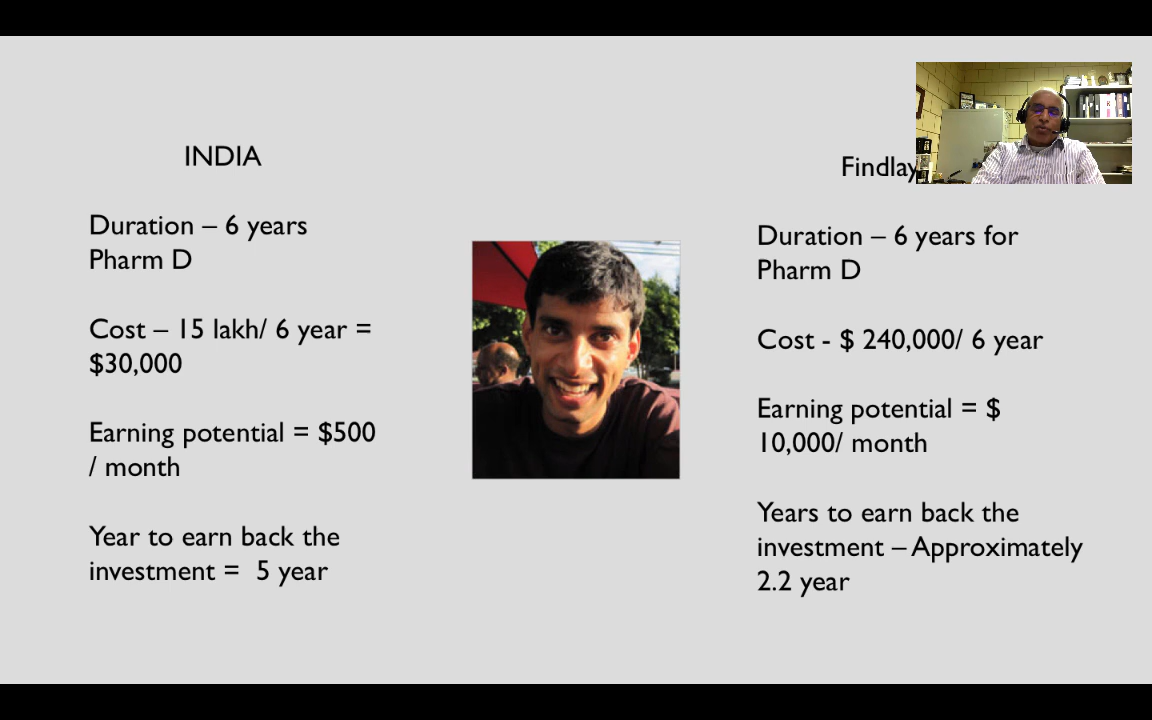 INDIA
Duration – 6 years
Pharm D
Cost – 15 lakh/ 6 year =
$30,000
Earning potential = $500
/ month
Year to earn back the
investment =  5 year
Findlay
Duration – 6 years for
Pharm D
Cost - $ 240,000/ 6 year
Earning potential = $
10,000/ month
Years to earn back the
investment – Approximately
2.2 year